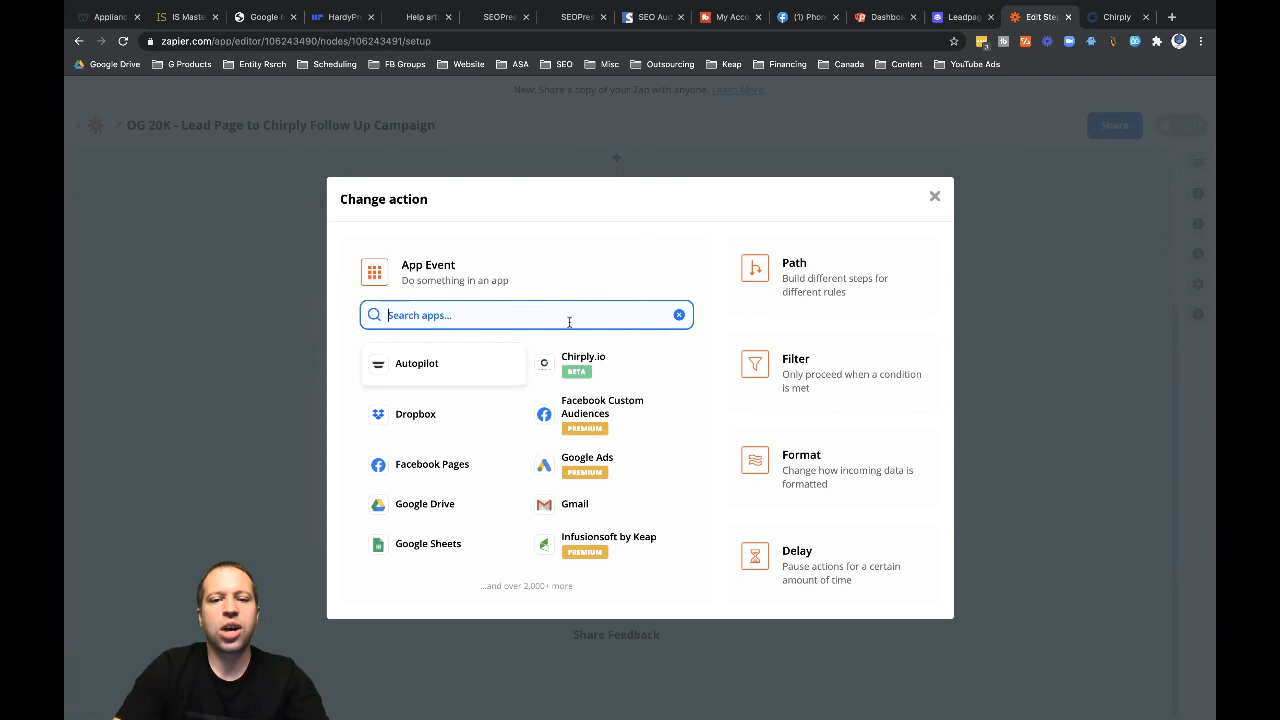 Applianc
IS Maste
Google M
HardyPr
Help arti
SEOPres
SEOPres
SEO Aud
My Acco
(1) Phon
Dashboa
Leadpag
Edit Ste
Chirply
zapier.com/app/editor/106243490/nodes/106243491/setup
Google Drive
G Products
Entity Rsrch
Scheduling
FB Groups
Website
ASA
SEO
Misc
Outsourcing
Keap
Financing
Canada
Content
YouTube Ads
New: Share a copy of your Zap with anyone. Learn More.
OG 20K - Lead Page to Chirply Follow Up Campaign
Share
Change action
App Event
Do something in an app
Search apps...
Autopilot
Chirply.io
BETA
Dropbox
Facebook Custom
Audiences
PREMIUM
Facebook Pages
Google Ads
PREMIUM
Google Drive
Gmail
Google Sheets
Infusionsoft by Keap
PREMIUM
...and over 2,000+ more
Path
Build different steps for
different rules
Filter
Only proceed when a condition
is met
Format
Change how incoming data is
formatted
Delay
Pause actions for a certain
amount of time
Share Feedback